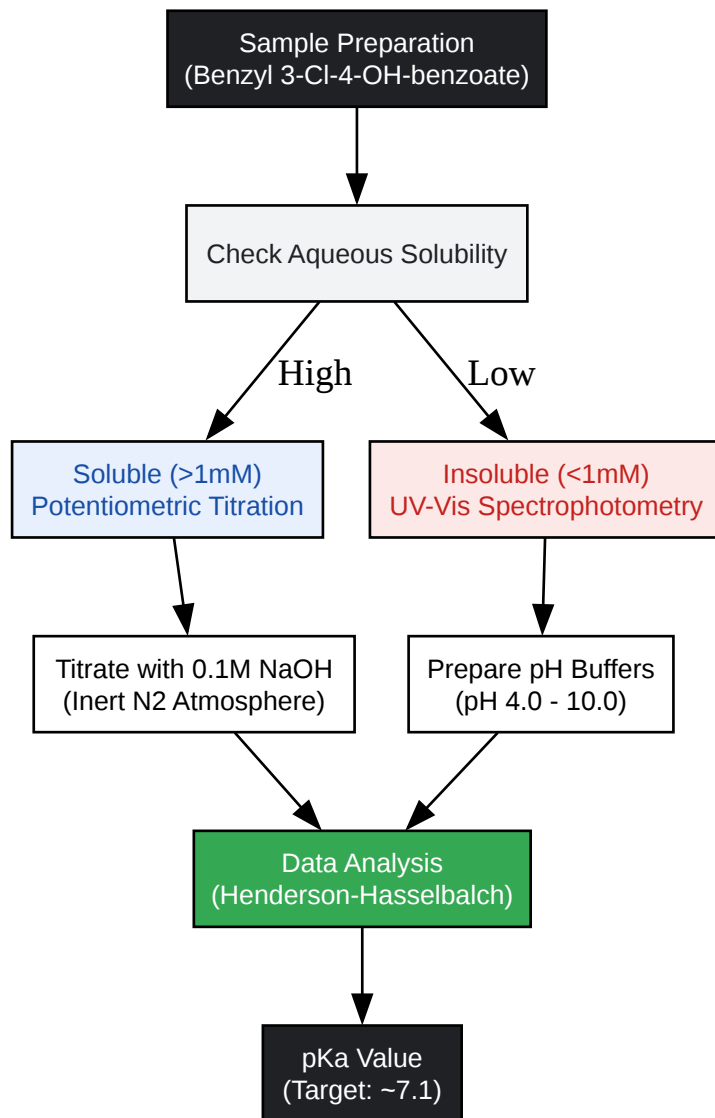 Sample Preparation
(Benzyl 3-Cl-4-OH-benzoate)
Check Aqueous Solubility
High
Low
Soluble (>1mM)
Potentiometric Titration
Insoluble (<1mM)
UV-Vis Spectrophotometry
Titrate with 0.1M NaOH
(Inert N2 Atmosphere)
Prepare pH Buffers
(pH 4.0 - 10.0)
Data Analysis
(Henderson-Hasselbalch)
pKa Value
(Target: ~7.1)